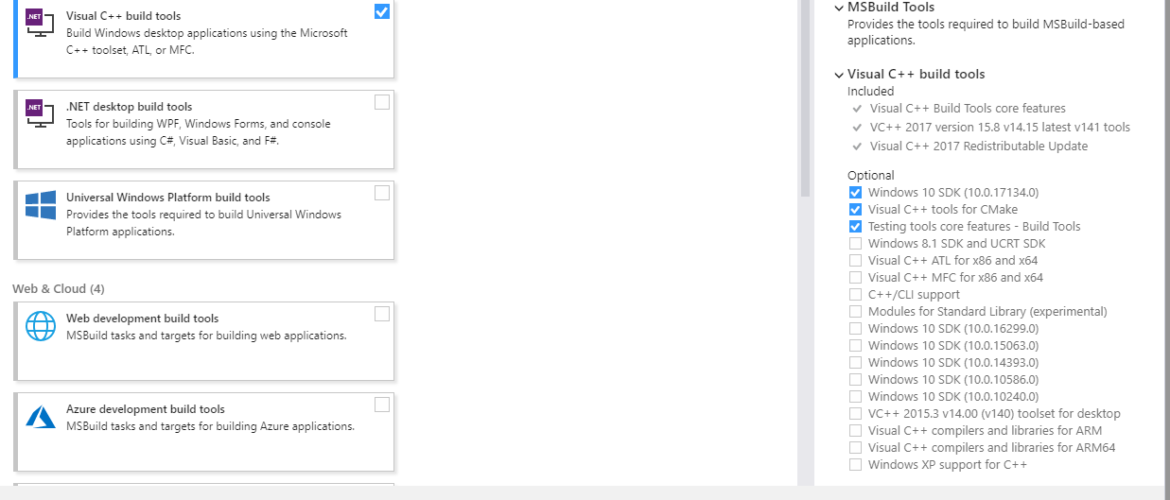 .NET
Visual C++ build tools
Build Windows desktop applications using the Microsoft
C++ toolset, ATL, or MFC.
.NET
.NET desktop build tools
Tools for building WPF, Windows Forms, and console
applications using C#, Visual Basic, and F#.
Universal Windows Platform build tools
Provides the tools required to build Universal Windows
Platform applications.
Web & Cloud (4)
Web development build tools
MSBuild tasks and targets for building web applications.
Azure development build tools
MSBuild tasks and targets for building Azure applications.
MSBuild Tools
Provides the tools required to build MSBuild-based
applications.
Visual C++ build tools
Included
Visual C++ Build Tools core features
VC++ 2017 version 15.8 v14.15 latest v141 tools
Visual C++ 2017 Redistributable Update
Optional
Windows 10 SDK (10.0.17134.0)
Visual C++ tools for CMake
Testing tools core features - Build Tools
Windows 8.1 SDK and UCRT SDK
Visual C++ ATL for x86 and x64
Visual C++ MFC for x86 and x64
C++/CLI support
Modules for Standard Library (experimental)
Windows 10 SDK (10.0.16299.0)
Windows 10 SDK (10.0.15063.0)
Windows 10 SDK (10.0.14393.0)
Windows 10 SDK (10.0.10586.0)
Windows 10 SDK (10.0.10240.0)
VC++ 2015.3 v14.00 (v140) toolset for desktop
Visual C++ compilers and libraries for ARM
Visual C++ compilers and libraries for ARM64
Windows XP support for C++